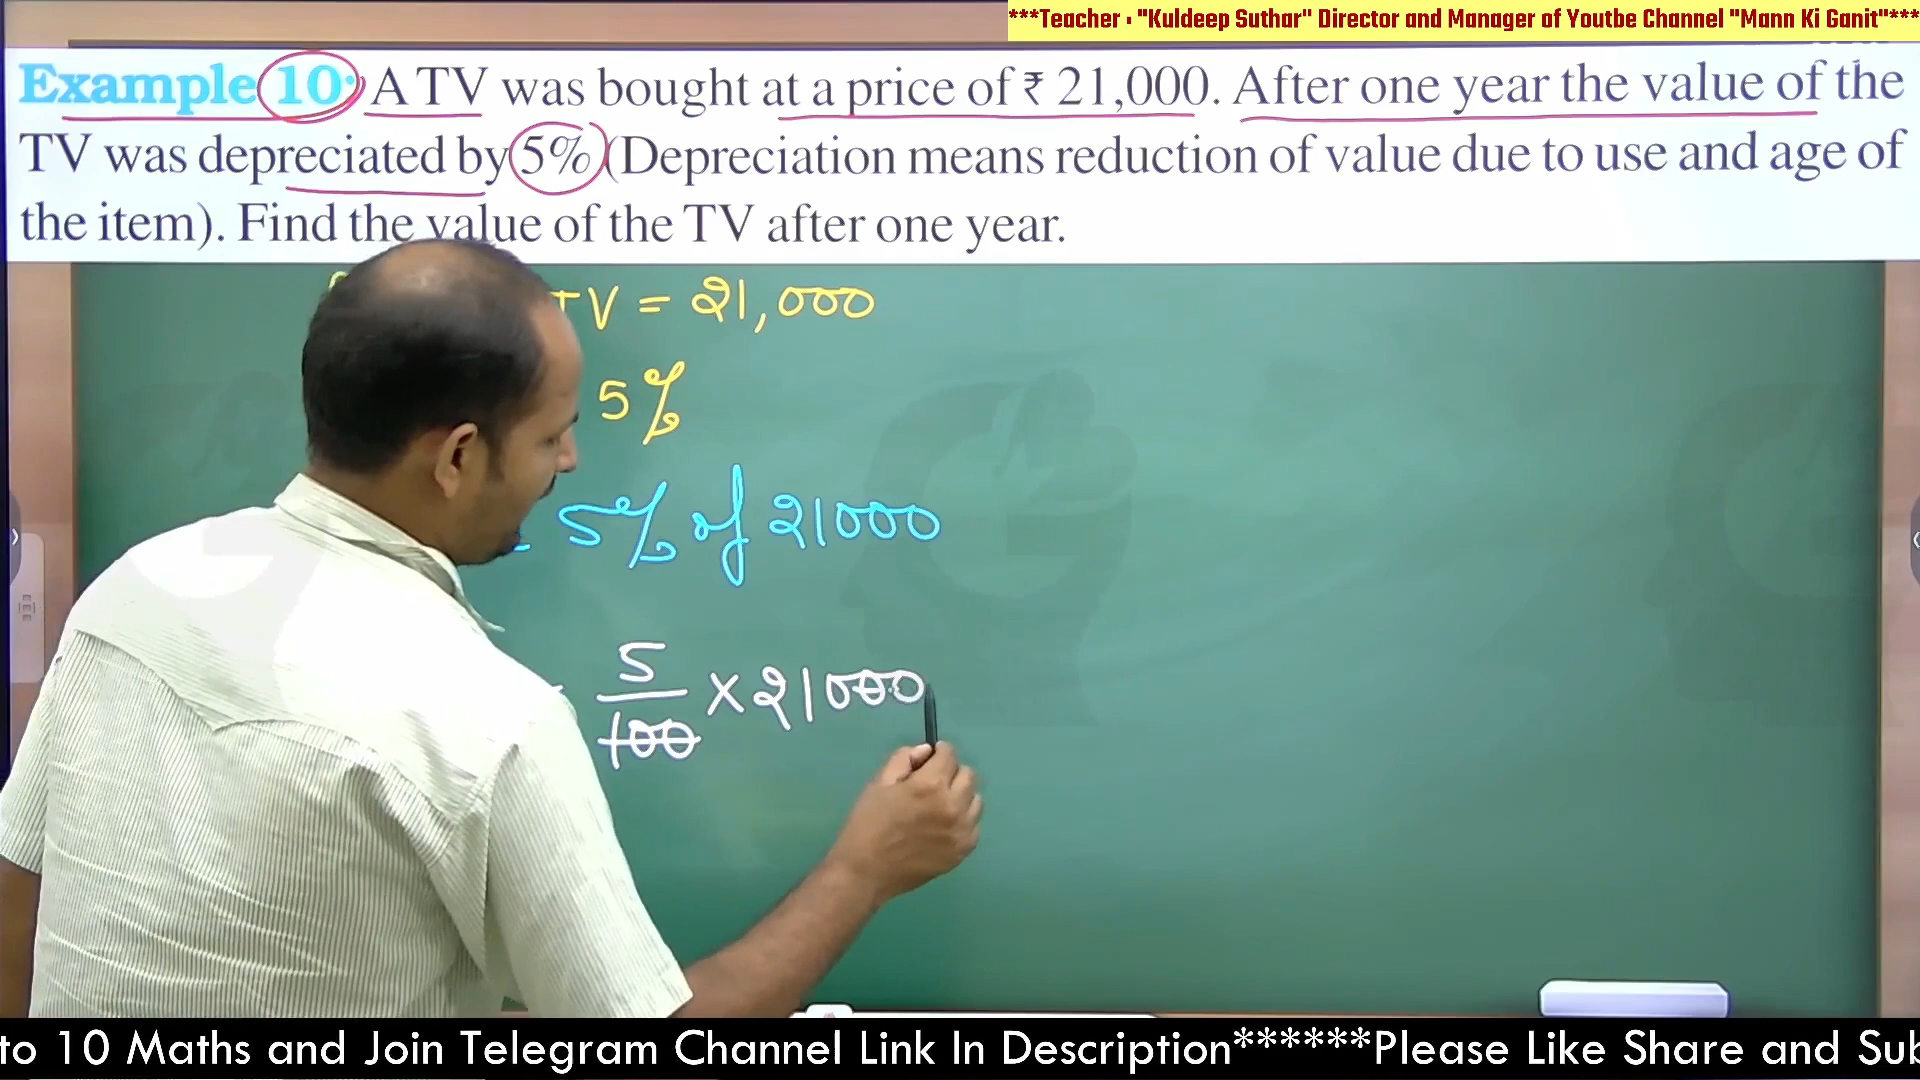 ***Teacher : "Kuldeep Suthar" Director and Manager of Youtbe Channel "Mann Ki Ganit"***
Example 10: A TV was bought at a price of ₹ 21,000. After one year the value of the
TV was depreciated by 5% (Depreciation means reduction of value due to use and age of
the item). Find the value of the TV after one year.
TV = 21,000
5%
= 5% of 21000
= 5/100 × 21000
to 10 Maths and Join Telegram Channel Link In Description******Please Like Share and Sub